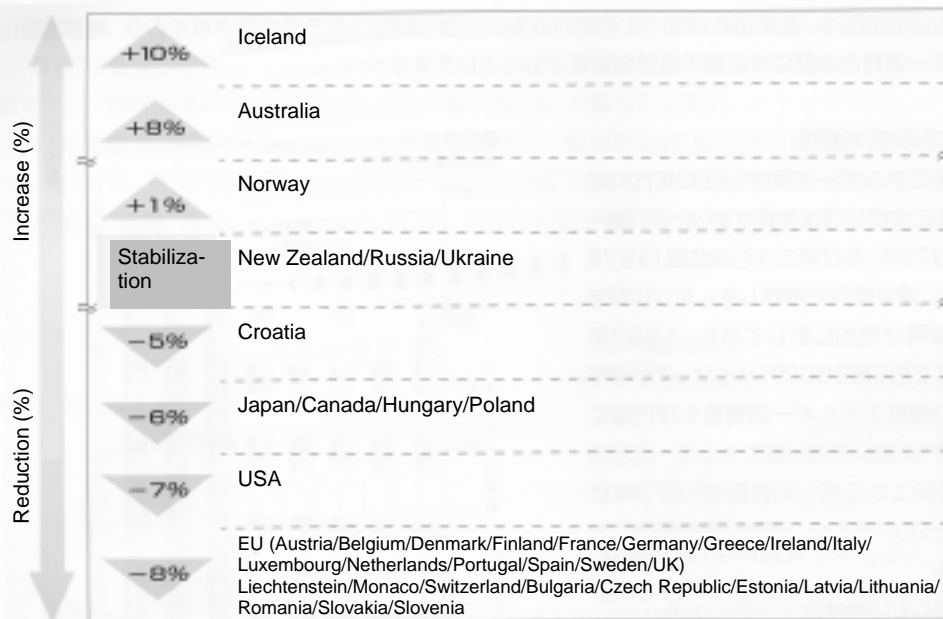 Increase (%)
Reduction (%)
+10%
Iceland
+8%
Australia
+1%
Norway
Stabiliza-
tion
New Zealand/Russia/Ukraine
−5%
Croatia
−6%
Japan/Canada/Hungary/Poland
−7%
USA
−8%
EU (Austria/Belgium/Denmark/Finland/France/Germany/Greece/Ireland/Italy/
Luxembourg/Netherlands/Portugal/Spain/Sweden/UK)
Liechtenstein/Monaco/Switzerland/Bulgaria/Czech Republic/Estonia/Latvia/Lithuania/
Romania/Slovakia/Slovenia